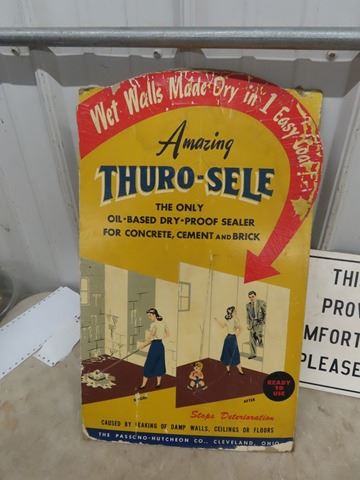 Wet Walls Made Dry in 1 Easy Coat
Amazing
THURO-SELE
THE ONLY
OIL-BASED DRY-PROOF SEALER
FOR CONCRETE, CEMENT AND BRICK
BEFORE
AFTER
READY
TO
USE
Stops Deterioration
CAUSED BY LEAKING OF DAMP WALLS, CEILINGS OR FLOORS
THE PASSCNO-HUTCHEON CO., CLEVELAND, OHIO
THI
PROV
MFORT
PLEASE